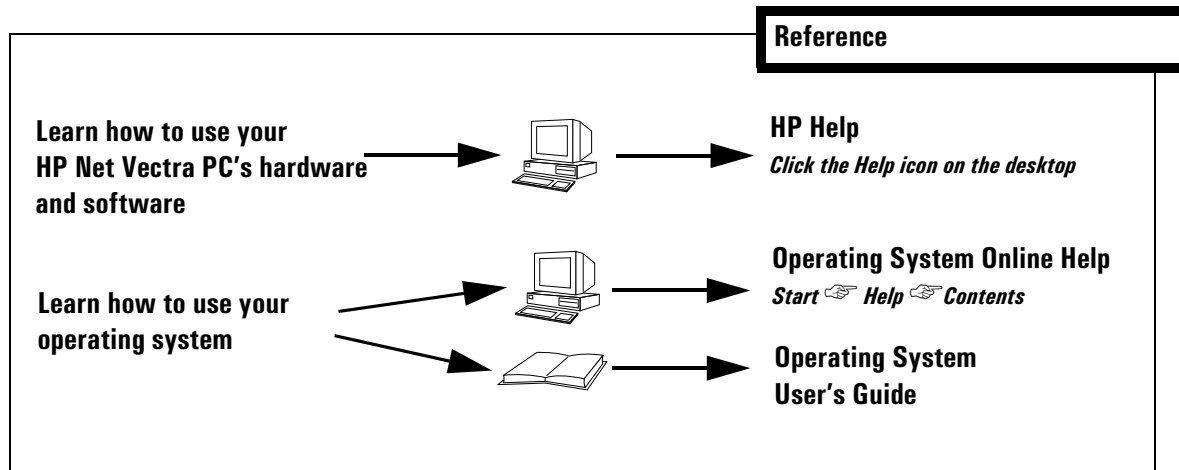 Reference
Learn how to use your
HP Net Vectra PC's hardware
and software
HP Help
Click the Help icon on the desktop
Learn how to use your
operating system
Operating System Online Help
Start ☞ Help ☞ Contents
Operating System
User's Guide